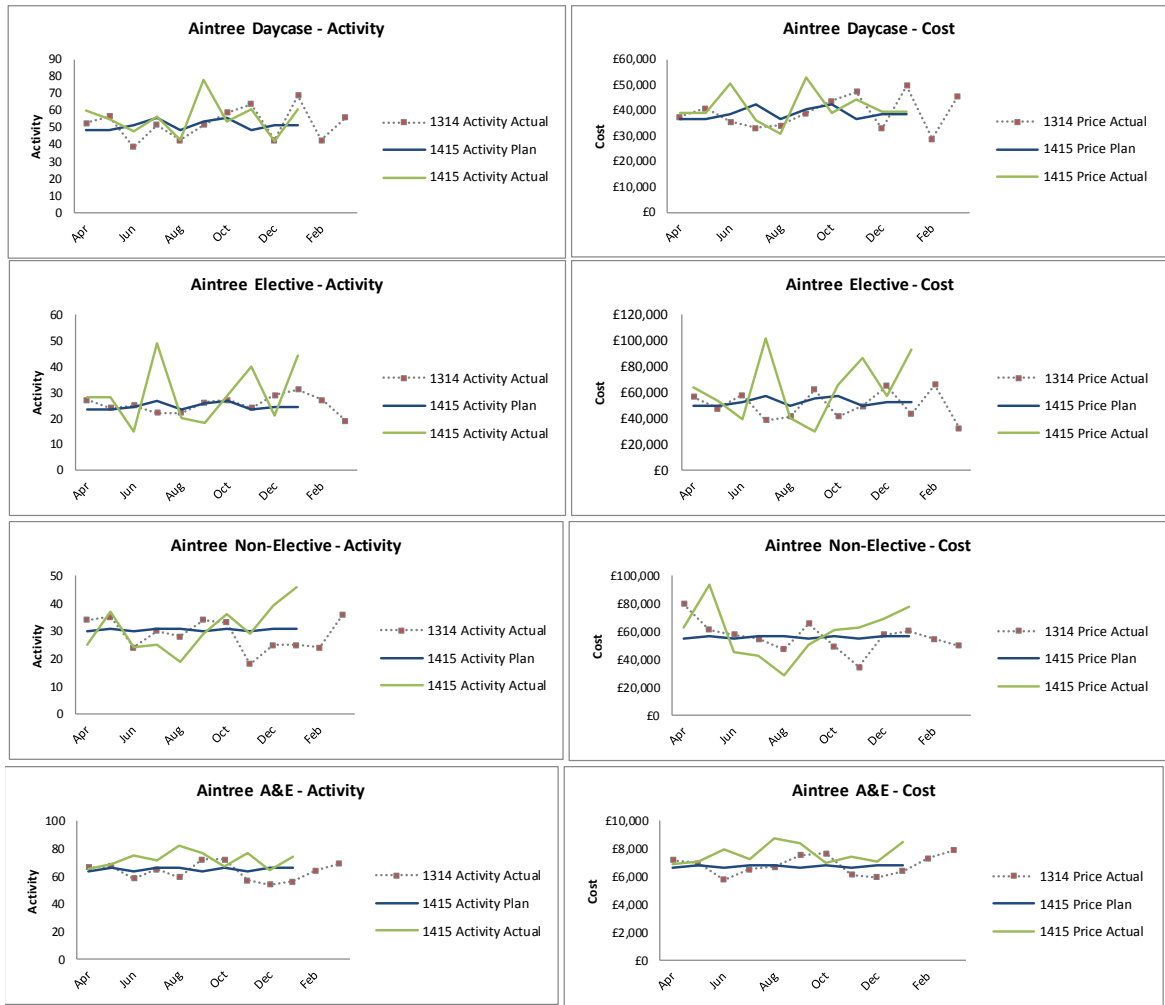 Aintree Daycase - Activity
90
80
70
60
50
40
30
20
10
0
Activity
Apr
Jun
Aug
Oct
Dec
Feb
1314 Activity Actual
1415 Activity Plan
1415 Activity Actual
Aintree Daycase - Cost
£60,000
£50,000
£40,000
£30,000
£20,000
£10,000
£0
Cost
Apr
Jun
Aug
Oct
Dec
Feb
1314 Price Actual
1415 Price Plan
1415 Price Actual
Aintree Elective - Activity
60
50
40
30
20
10
0
Activity
Apr
Jun
Aug
Oct
Dec
Feb
1314 Activity Actual
1415 Activity Plan
1415 Activity Actual
Aintree Elective - Cost
£120,000
£100,000
£80,000
£60,000
£40,000
£20,000
£0
Cost
Apr
Jun
Aug
Oct
Dec
Feb
1314 Price Actual
1415 Price Plan
1415 Price Actual
Aintree Non-Elective - Activity
50
40
30
20
10
0
Activity
Apr
Jun
Aug
Oct
Dec
Feb
1314 Activity Actual
1415 Activity Plan
1415 Activity Actual
Aintree Non-Elective - Cost
£100,000
£80,000
£60,000
£40,000
£20,000
£0
Cost
Apr
Jun
Aug
Oct
Dec
Feb
1314 Price Actual
1415 Price Plan
1415 Price Actual
Aintree A&E - Activity
100
80
60
40
20
0
Activity
Apr
Jun
Aug
Oct
Dec
Feb
1314 Activity Actual
1415 Activity Plan
1415 Activity Actual
Aintree A&E - Cost
£10,000
£8,000
£6,000
£4,000
£2,000
£0
Cost
Apr
Jun
Aug
Oct
Dec
Feb
1314 Price Actual
1415 Price Plan
1415 Price Actual